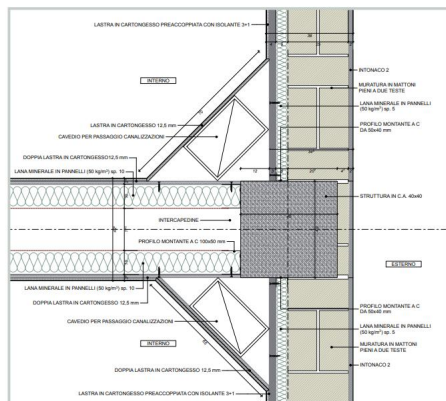 LASTRA IN CARTONGESSO PREACCOPPIATA CON ISOLANTE 3+1
INTERNO
INTONACO 2
MURATURA IN MATTONI
PIENI A DUE TESTE
LASTRA IN CARTONGESSO 12,5 mm
CAVEDIO PER PASSAGGIO CANALIZZAZIONI
LANA MINERALE IN PANNELLI
(50 kg/m³) sp. 5
PROFILO MONTANTE A C
DA 50x40 mm
DOPPIA LASTRA IN CARTONGESSO12,5 mm
LANA MINERALE IN PANNELLI (50 kg/m³) sp. 10
STRUTTURA IN C.A. 40x40
INTERCAPEDINE
PROFILO MONTANTE A C 100x50 mm
ESTERNO
LANA MINERALE IN PANNELLI (50 kg/m³) sp. 10
DOPPIA LASTRA IN CARTONGESSO 12,5 mm
CAVEDIO PER PASSAGGIO CANALIZZAZIONI
INTERNO
PROFILO MONTANTE A C DA
50x40 mm
LANA MINERALE IN PANNELLI
(50 kg/m³) sp. 5
MURATURA IN MATTONI
PIENI A DUE TESTE
DOPPIA LASTRA IN CARTONGESSO 12,5 mm
INTONACO 2
LASTRA IN CARTONGESSO PREACCOPPIATA CON ISOLANTE 3+1